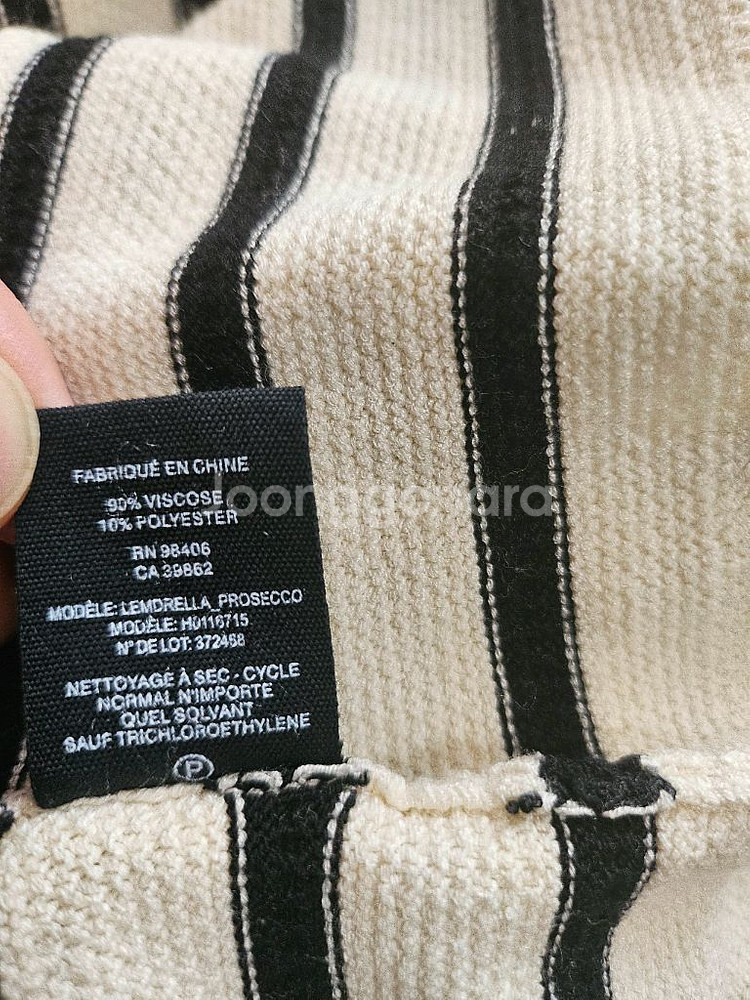 FABRIQUÉ EN CHINE
90% VISCOSE
10% POLYESTER
RN 98406
CA 39862
MODÈLE: LEMDRELLA_PROSECCO
MODÈLE: H0116715
N° DE LOT: 372468
NETTOYAGE À SEC - CYCLE
NORMAL N'IMPORTE
QUEL SOLVANT
SAUF TRICHLOROETHYLENE
P
Joonggonara